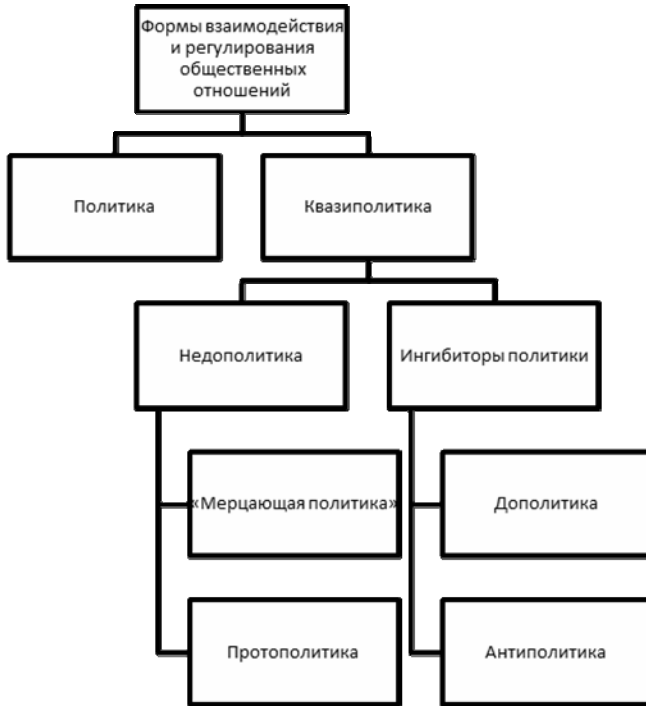 Формы взаимодействия
и регулирования
общественных
отношений
Политика
Квазиполитика
Недополитика
Ингибиторы политики
«Мерцающая политика»
Дополитика
Протополитика
Антиполитика